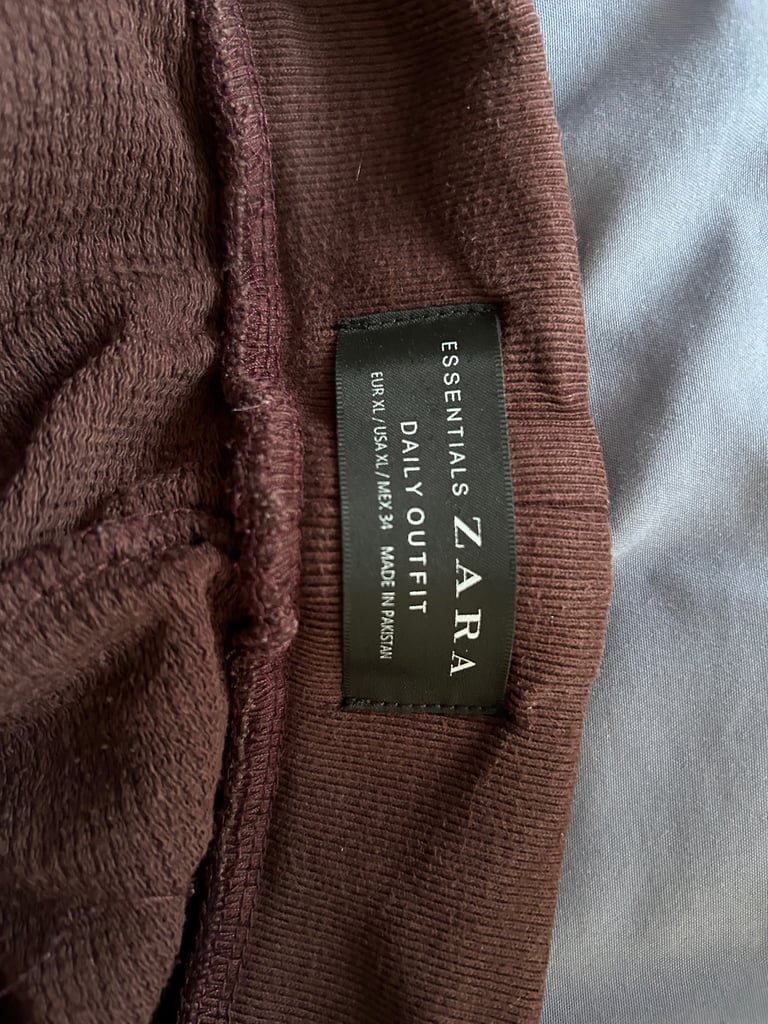 ESSENTIALS ZARA
DAILY OUTFIT
EUR XL / USA XL / MEX 34 MADE IN PAKISTAN